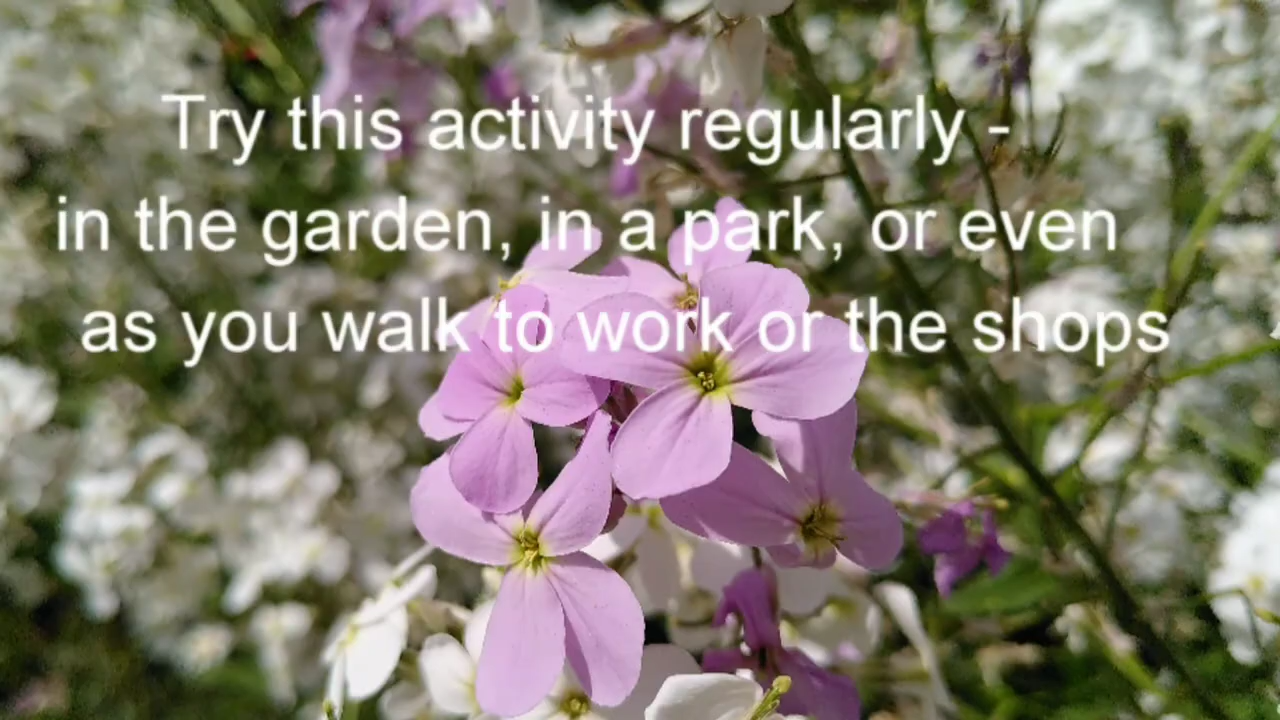 Try this activity regularly -
in the garden, in a park, or even
as you walk to work or the shops